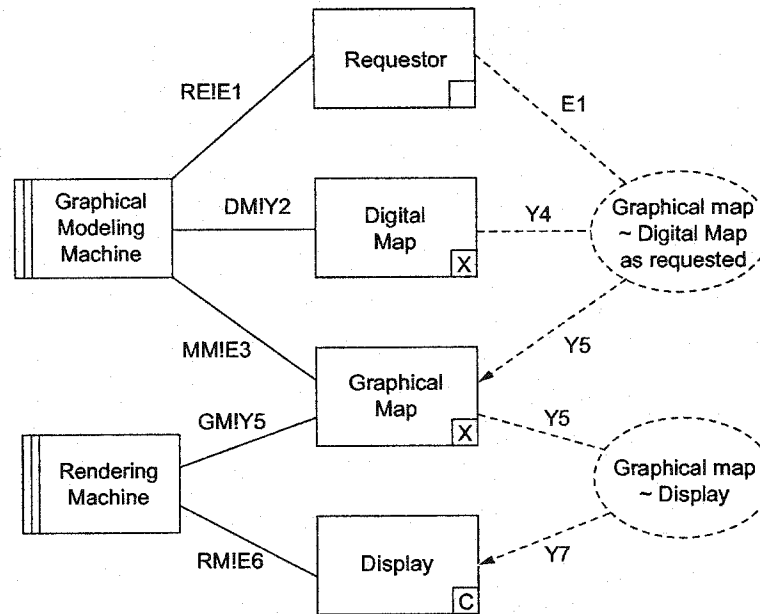 Requestor
RE!E1
E1
Graphical
Modeling
Machine
DM!Y2
Digital
Map
X
Y4
Graphical map
~ Digital Map
as requested
MM!E3
Y5
Graphical
Map
X
GM!Y5
Y5
Rendering
Machine
Graphical map
~ Display
RM!E6
Display
C
Y7